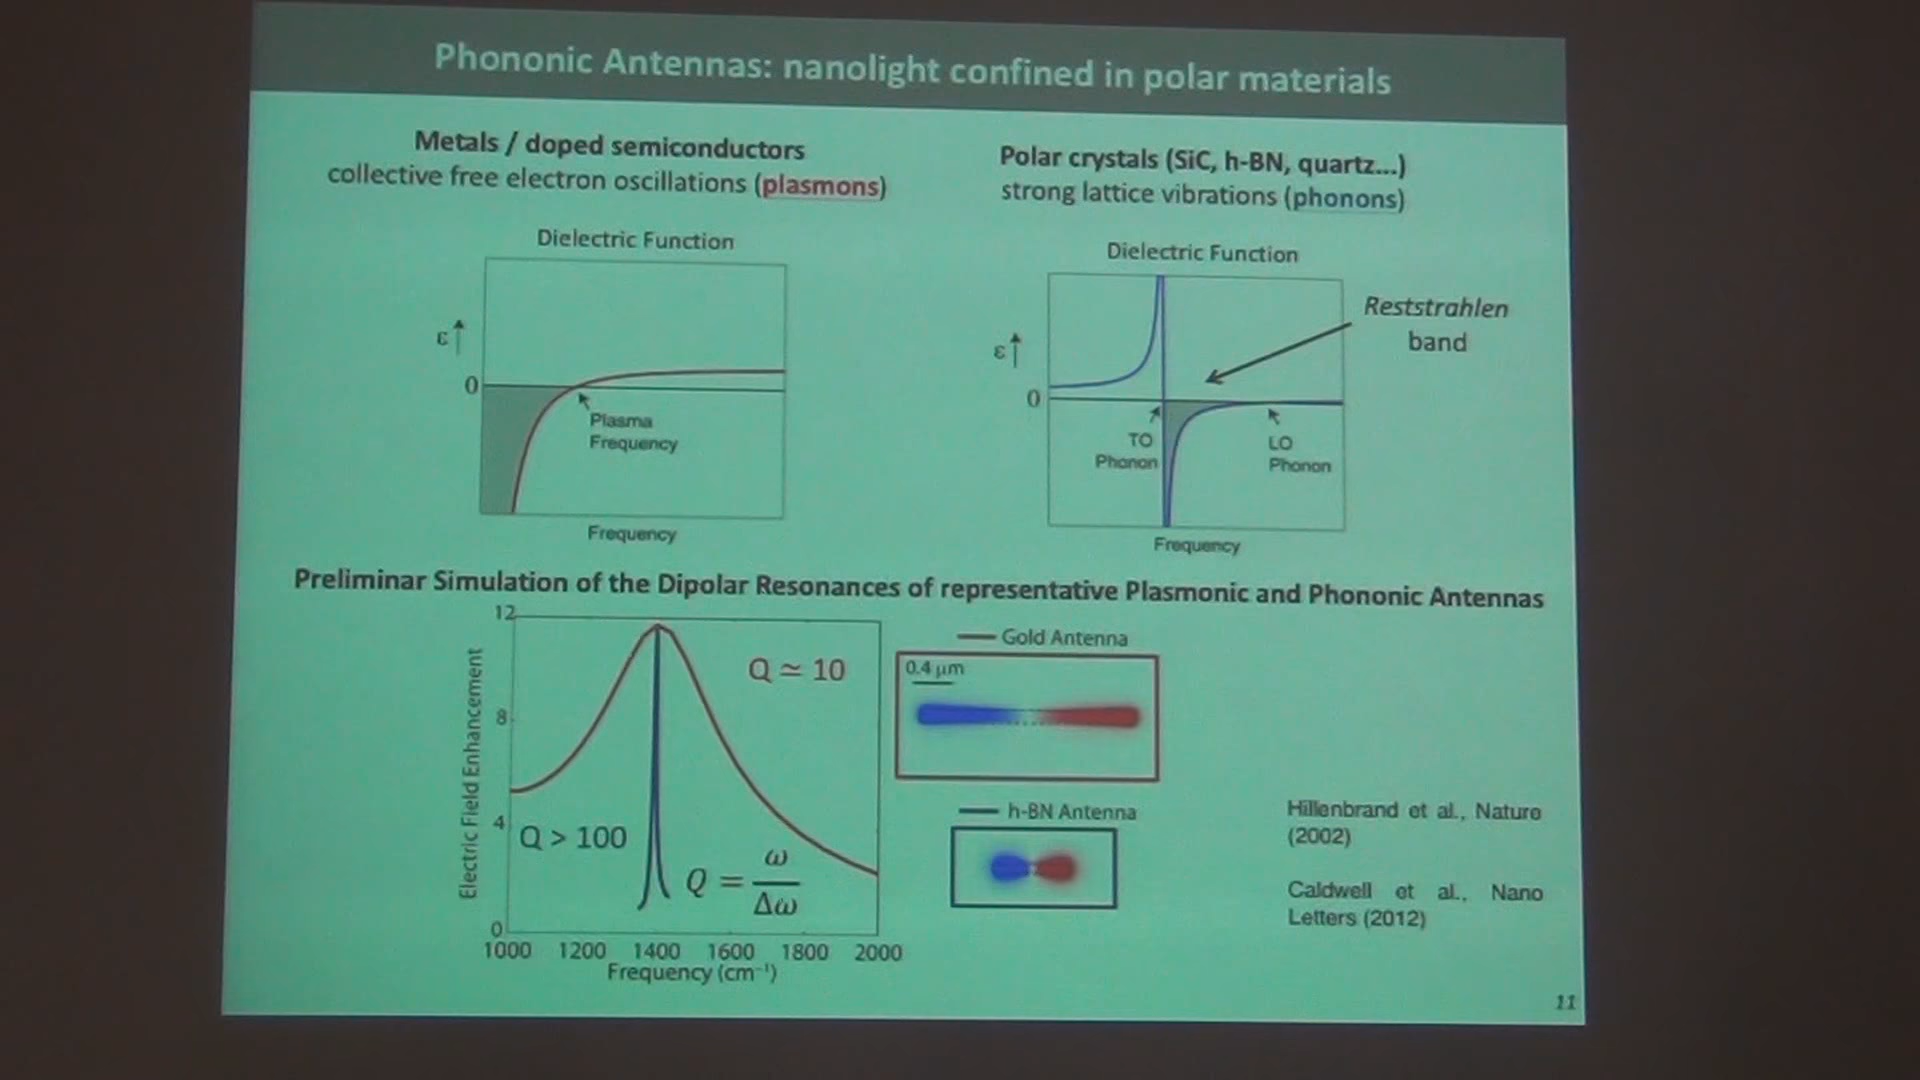 Phononic Antennas: nanolight confined in polar materials
Metals / doped semiconductors
collective free electron oscillations (plasmons)
Polar crystals (SiC, h-BN, quartz...)
strong lattice vibrations (phonons)
Dielectric Function
ε
0
Plasma
Frequency
Frequency
Dielectric Function
ε
0
TO
Phonon
LO
Phonon
Frequency
Reststrahlen
band
Preliminar Simulation of the Dipolar Resonances of representative Plasmonic and Phononic Antennas
Electric Field Enhancement
12
8
4
0
Q ≃ 10
Q > 100
Q = ω/Δω
1000 1200 1400 1600 1800 2000
Frequency (cm⁻¹)
Gold Antenna
0.4 μm
h-BN Antenna
Hillenbrand et al., Nature
(2002)
Caldwell et al., Nano
Letters (2012)
11